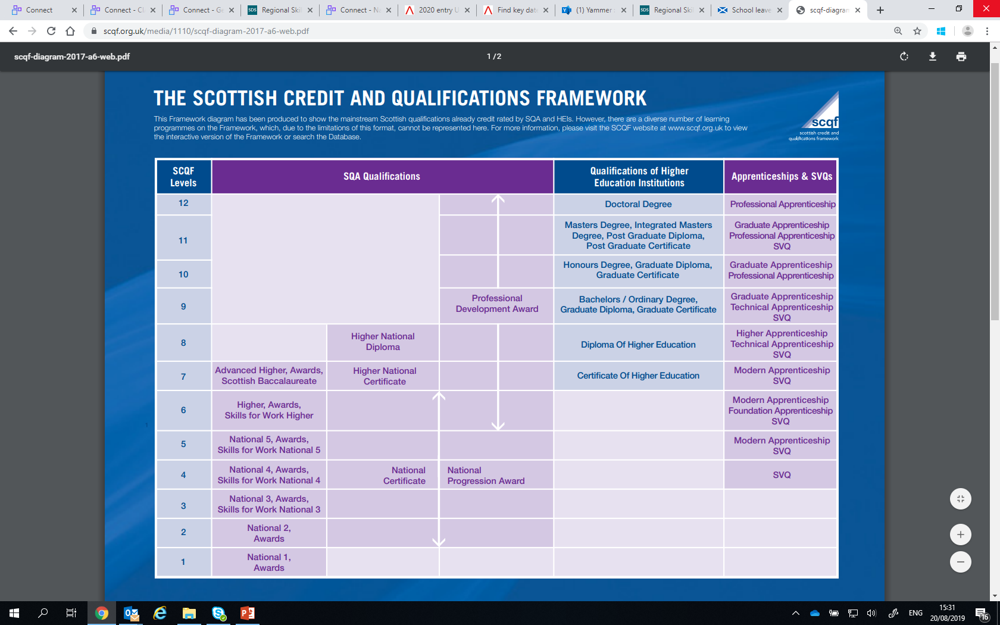 Connect
Connect - Cl
Connect - Ge
Regional Skil
Connect - Na
2020 entry U
Find key date
(1) Yammer :
Regional Skil
School leave
scqf-diagran
scqf.org.uk/media/1110/scqf-diagram-2017-a6-web.pdf
scqf-diagram-2017-a6-web.pdf
1 / 2
THE SCOTTISH CREDIT AND QUALIFICATIONS FRAMEWORK
This Framework diagram has been produced to show the mainstream Scottish qualifications already credit rated by SQA and HEIs. However, there are a diverse number of learning
programmes on the Framework, which, due to the limitations of this format, cannot be represented here. For more information, please visit the SCQF website at www.scqf.org.uk to view
the interactive version of the Framework or search the Database.
scqf
scottish credit and
qualifications framework
SCQF
Levels
SQA Qualifications
Qualifications of Higher
Education Institutions
Apprenticeships & SVQs
12
Doctoral Degree
Professional Apprenticeship
11
Masters Degree, Integrated Masters
Degree, Post Graduate Diploma,
Post Graduate Certificate
Graduate Apprenticeship
Professional Apprenticeship
SVQ
10
Honours Degree, Graduate Diploma,
Graduate Certificate
Graduate Apprenticeship
Professional Apprenticeship
9
Professional
Development Award
Bachelors / Ordinary Degree,
Graduate Diploma, Graduate Certificate
Graduate Apprenticeship
Technical Apprenticeship
SVQ
8
Higher National
Diploma
Diploma Of Higher Education
Higher Apprenticeship
Technical Apprenticeship
SVQ
7
Advanced Higher, Awards,
Scottish Baccalaureate
Higher National
Certificate
Certificate Of Higher Education
Modern Apprenticeship
SVQ
6
Higher, Awards,
Skills for Work Higher
Modern Apprenticeship
Foundation Apprenticeship
SVQ
1
5
National 5, Awards,
Skills for Work National 5
Modern Apprenticeship
SVQ
4
National 4, Awards,
Skills for Work National 4
National
Certificate
National
Progression Award
SVQ
3
National 3, Awards,
Skills for Work National 3
2
National 2,
Awards
1
National 1,
Awards
ENG
15:31
20/08/2019
16